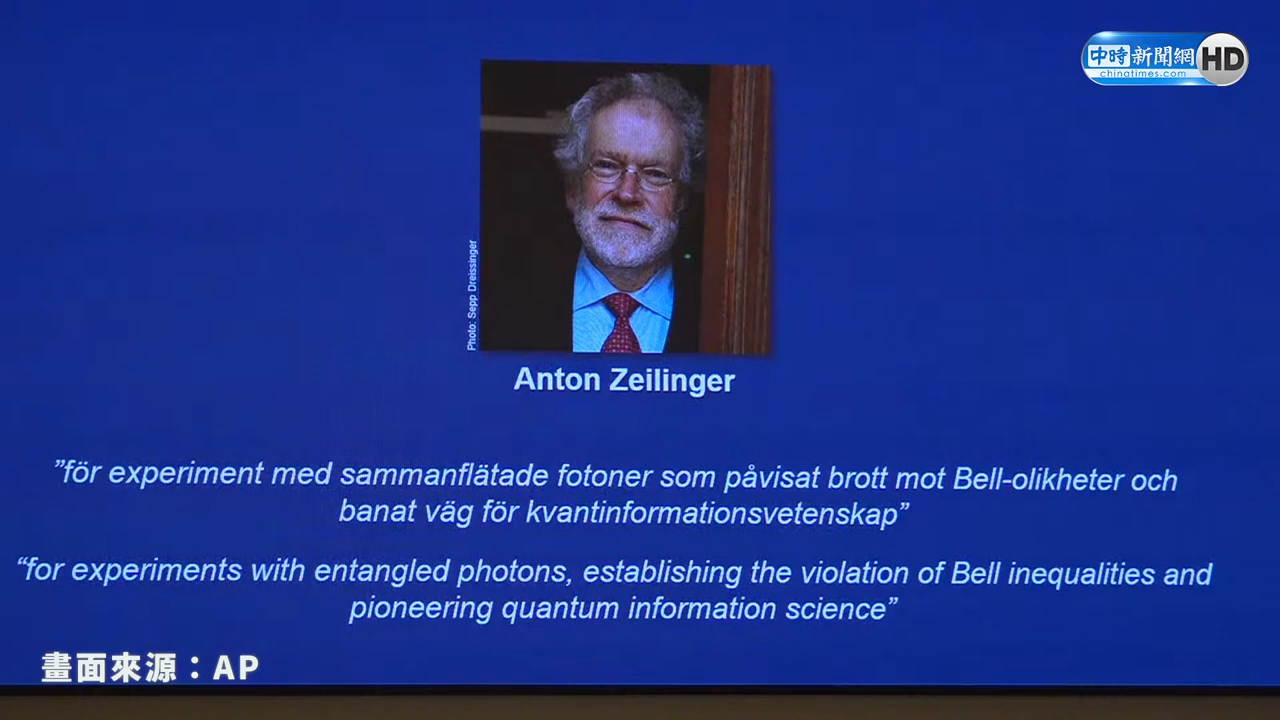 中時新聞網 HD
chinatimes.com
Photo: Sepp Dreissinger
Anton Zeilinger
”för experiment med sammanflätade fotoner som påvisat brott mot Bell-olikheter och
banat väg för kvantinformationsvetenskap”
“for experiments with entangled photons, establishing the violation of Bell inequalities and
pioneering quantum information science”
畫面來源：AP